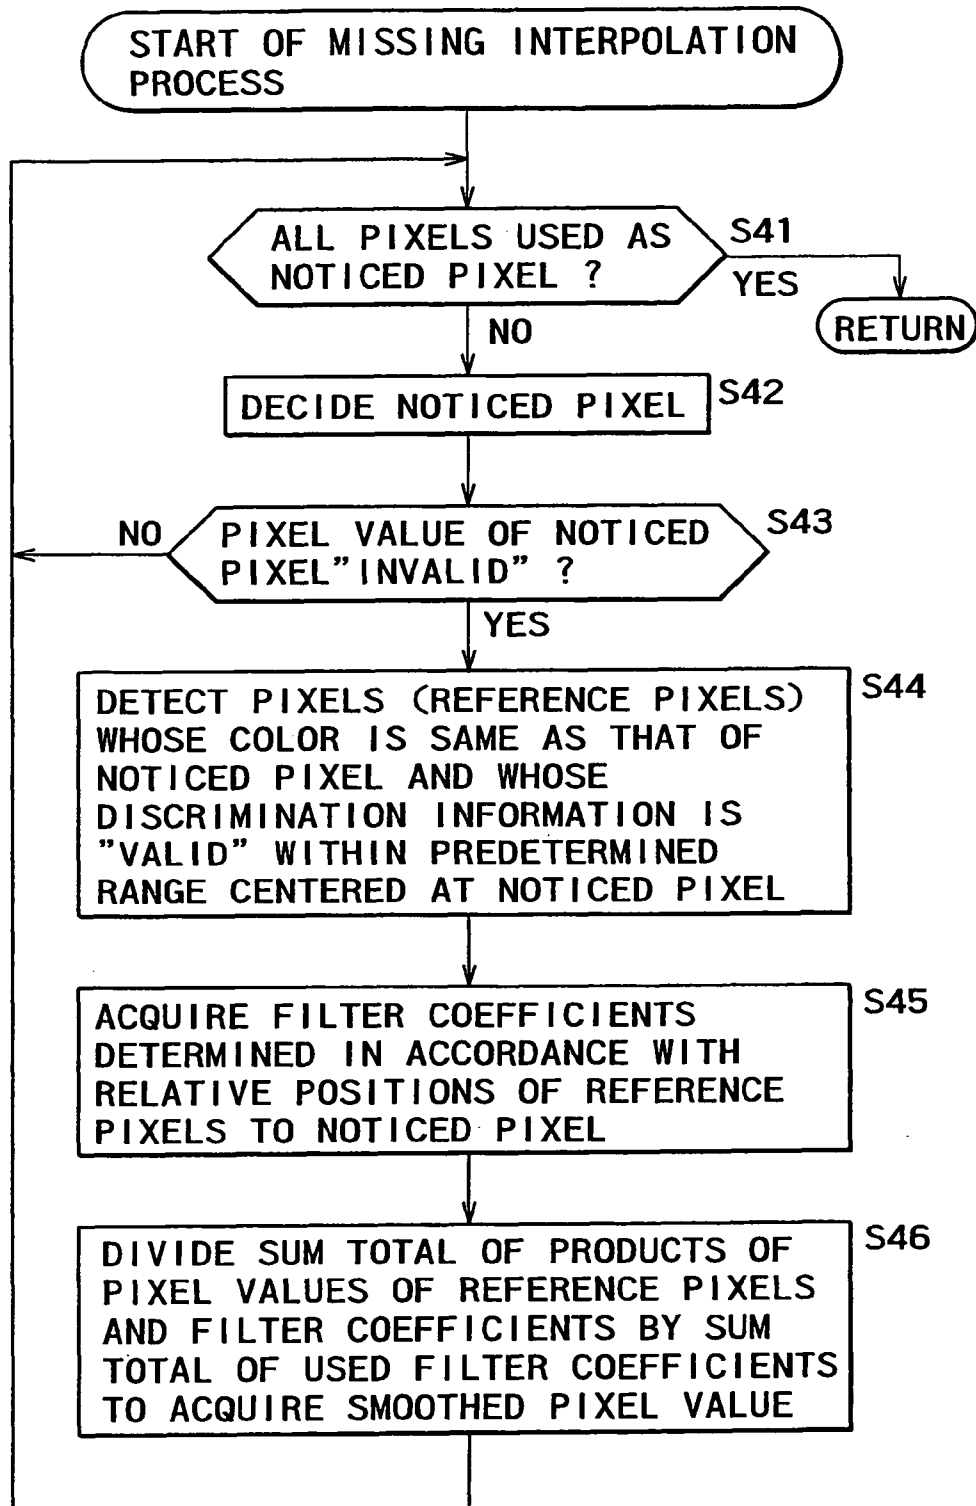 START OF MISSING INTERPOLATION
PROCESS
ALL PIXELS USED AS
NOTICED PIXEL ?
S41
YES
RETURN
NO
DECIDE NOTICED PIXEL
S42
NO
PIXEL VALUE OF NOTICED
PIXEL"INVALID" ?
S43
YES
DETECT PIXELS (REFERENCE PIXELS)
WHOSE COLOR IS SAME AS THAT OF
NOTICED PIXEL AND WHOSE
DISCRIMINATION INFORMATION IS
"VALID" WITHIN PREDETERMINED
RANGE CENTERED AT NOTICED PIXEL
S44
ACQUIRE FILTER COEFFICIENTS
DETERMINED IN ACCORDANCE WITH
RELATIVE POSITIONS OF REFERENCE
PIXELS TO NOTICED PIXEL
S45
DIVIDE SUM TOTAL OF PRODUCTS OF
PIXEL VALUES OF REFERENCE PIXELS
AND FILTER COEFFICIENTS BY SUM
TOTAL OF USED FILTER COEFFICIENTS
TO ACQUIRE SMOOTHED PIXEL VALUE
S46